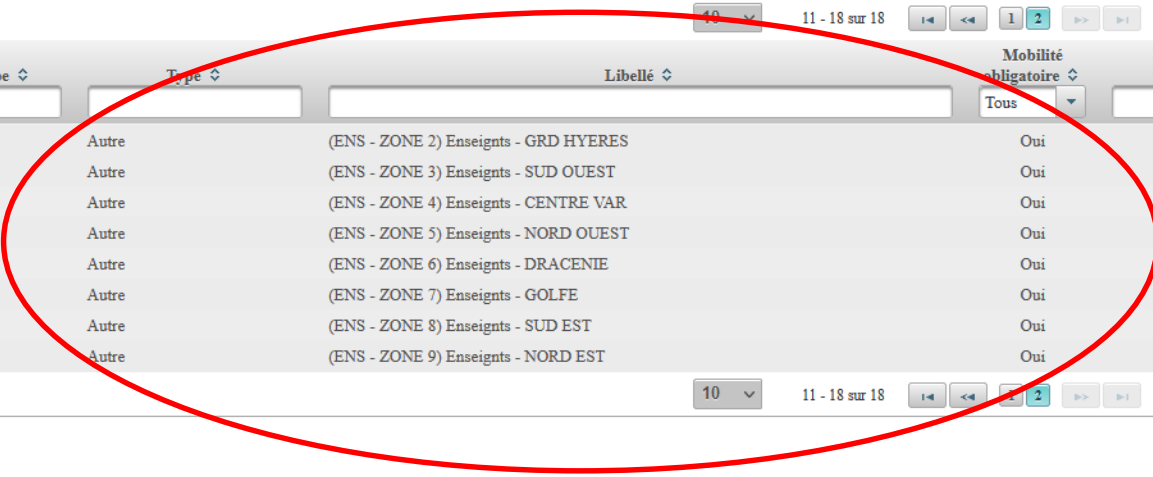 10 11 - 18 sur 18 1 2
Mobilité
Type Libellé obligatoire
Tous
Autre (ENS - ZONE 2) Enseignts - GRD HYERES Oui
Autre (ENS - ZONE 3) Enseignts - SUD OUEST Oui
Autre (ENS - ZONE 4) Enseignts - CENTRE VAR Oui
Autre (ENS - ZONE 5) Enseignts - NORD OUEST Oui
Autre (ENS - ZONE 6) Enseignts - DRACENIE Oui
Autre (ENS - ZONE 7) Enseignts - GOLFE Oui
Autre (ENS - ZONE 8) Enseignts - SUD EST Oui
Autre (ENS - ZONE 9) Enseignts - NORD EST Oui
10 11 - 18 sur 18 1 2